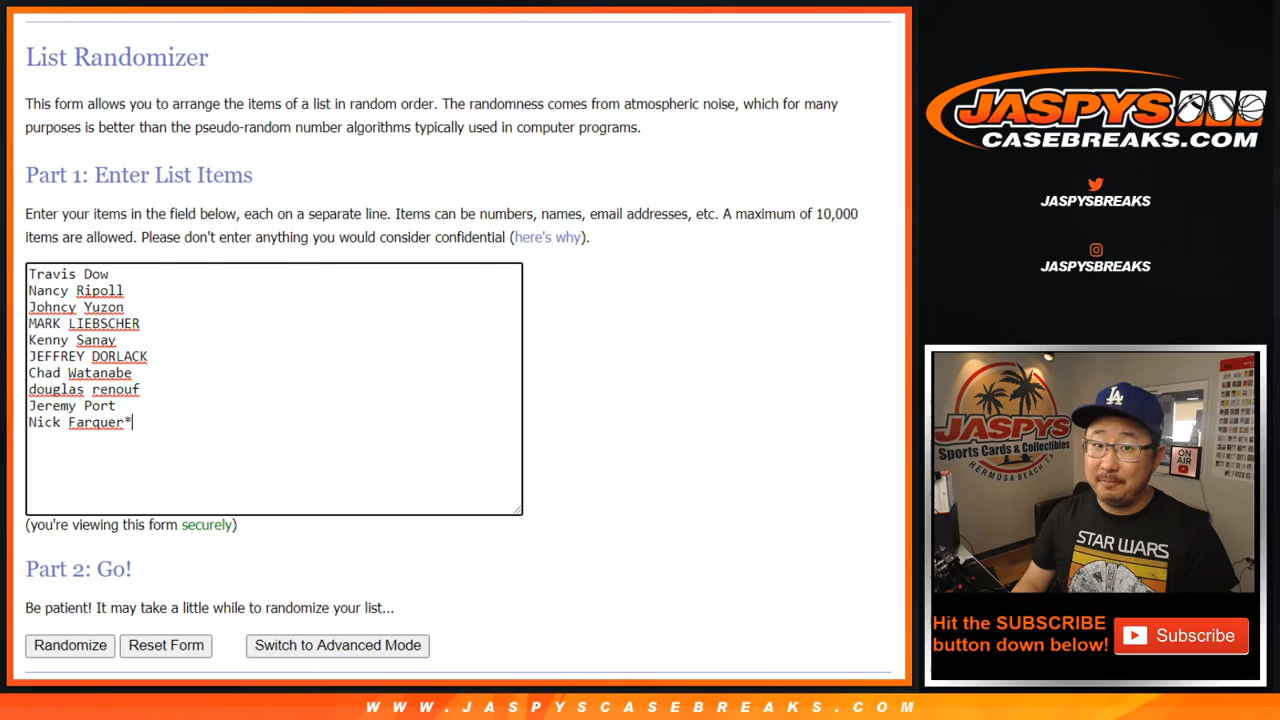 List Randomizer
This form allows you to arrange the items of a list in random order. The randomness comes from atmospheric noise, which for many
purposes is better than the pseudo-random number algorithms typically used in computer programs.
Part 1: Enter List Items
Enter your items in the field below, each on a separate line. Items can be numbers, names, email addresses, etc. A maximum of 10,000
items are allowed. Please don't enter anything you would consider confidential (here's why).
Travis Dow
Nancy Ripoll
Johncy Yuzon
MARK LIEBSCHER
Kenny Sanay
JEFFREY DORLACK
Chad Watanabe
douglas renouf
Jeremy Port
Nick Farquer*
(you're viewing this form securely)
Part 2: Go!
Be patient! It may take a little while to randomize your list...
Randomize
Reset Form
Switch to Advanced Mode
JASPYS
CASEBREAKS.COM
JASPYSBREAKS
JASPYSBREAKS
JASPYS
Sports Cards & Collectibles
HERMOSA BEACH, CA
LA
ON
AIR
STAR WARS
Hit the SUBSCRIBE
button down below!
Subscribe
WWW.JASPYSCASEBREAKS.COM